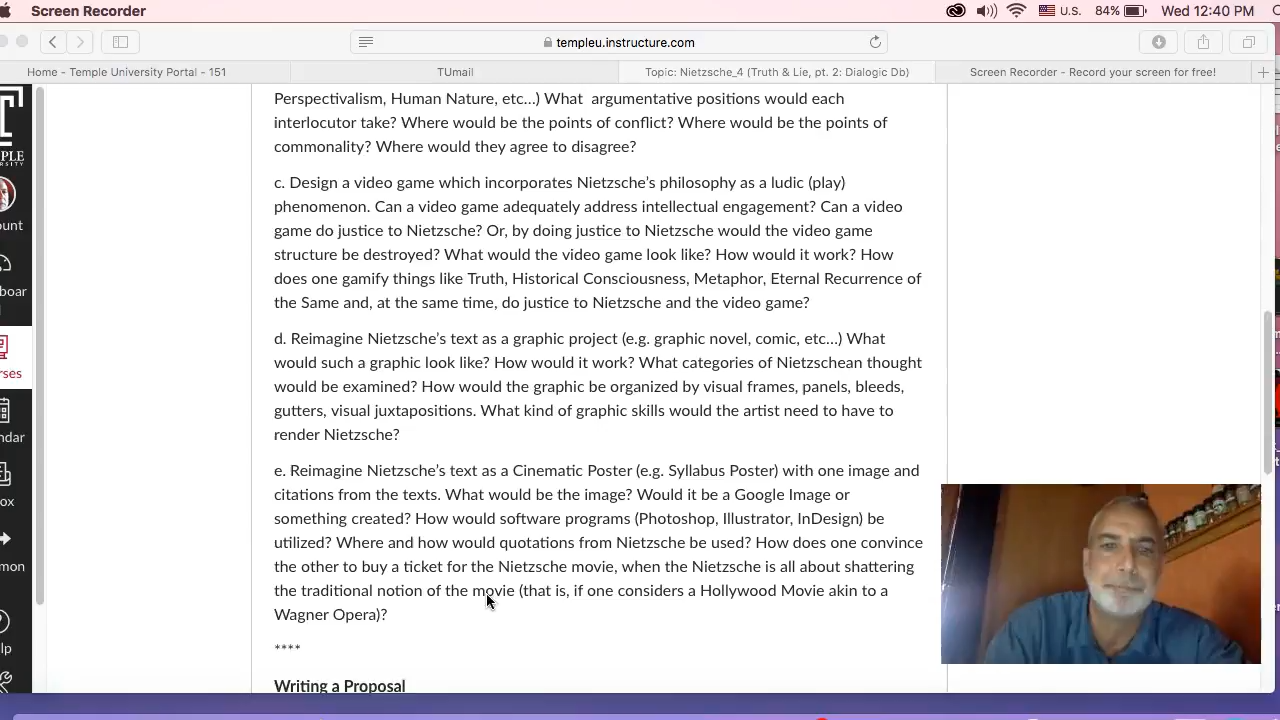 Screen Recorder
U.S. 84% Wed 12:40 PM
templeu.instructure.com
Home - Temple University Portal - 151
TUmail
Topic: Nietzsche_4 (Truth & Lie, pt. 2: Dialogic Db)
Screen Recorder - Record your screen for free!
Perspectivalism, Human Nature, etc...) What argumentative positions would each
interlocutor take? Where would be the points of conflict? Where would be the points of
commonality? Where would they agree to disagree?
c. Design a video game which incorporates Nietzsche's philosophy as a ludic (play)
phenomenon. Can a video game adequately address intellectual engagement? Can a video
game do justice to Nietzsche? Or, by doing justice to Nietzsche would the video game
structure be destroyed? What would the video game look like? How would it work? How
does one gamify things like Truth, Historical Consciousness, Metaphor, Eternal Recurrence of
the Same and, at the same time, do justice to Nietzsche and the video game?
d. Reimagine Nietzsche's text as a graphic project (e.g. graphic novel, comic, etc...) What
would such a graphic look like? How would it work? What categories of Nietzschean thought
would be examined? How would the graphic be organized by visual frames, panels, bleeds,
gutters, visual juxtapositions. What kind of graphic skills would the artist need to have to
render Nietzsche?
e. Reimagine Nietzsche's text as a Cinematic Poster (e.g. Syllabus Poster) with one image and
citations from the texts. What would be the image? Would it be a Google Image or
something created? How would software programs (Photoshop, Illustrator, InDesign) be
utilized? Where and how would quotations from Nietzsche be used? How does one convince
the other to buy a ticket for the Nietzsche movie, when the Nietzsche is all about shattering
the traditional notion of the movie (that is, if one considers a Hollywood Movie akin to a
Wagner Opera)?
****
Writing a Proposal
PLE
ount
boar
rses
ndar
ox
mon
lp